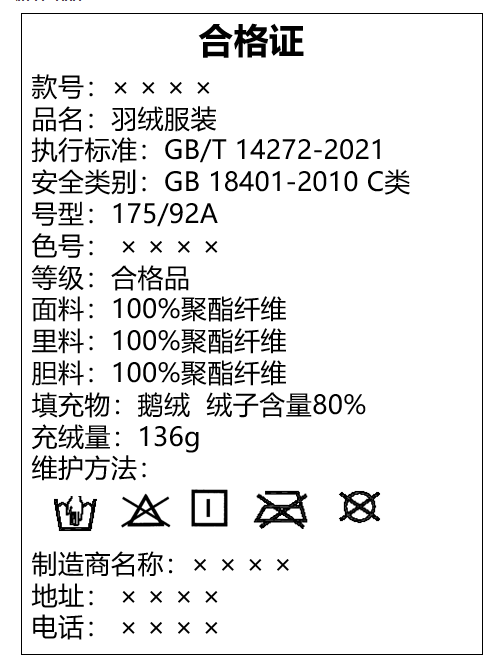 合格证
款号：××××
品名：羽绒服装
执行标准：GB/T 14272-2021
安全类别：GB 18401-2010 C类
号型：175/92A
色号：××××
等级：合格品
面料：100%聚酯纤维
里料：100%聚酯纤维
胆料：100%聚酯纤维
填充物：鹅绒 绒子含量80%
充绒量：136g
维护方法：
制造商名称：××××
地址：××××
电话：××××